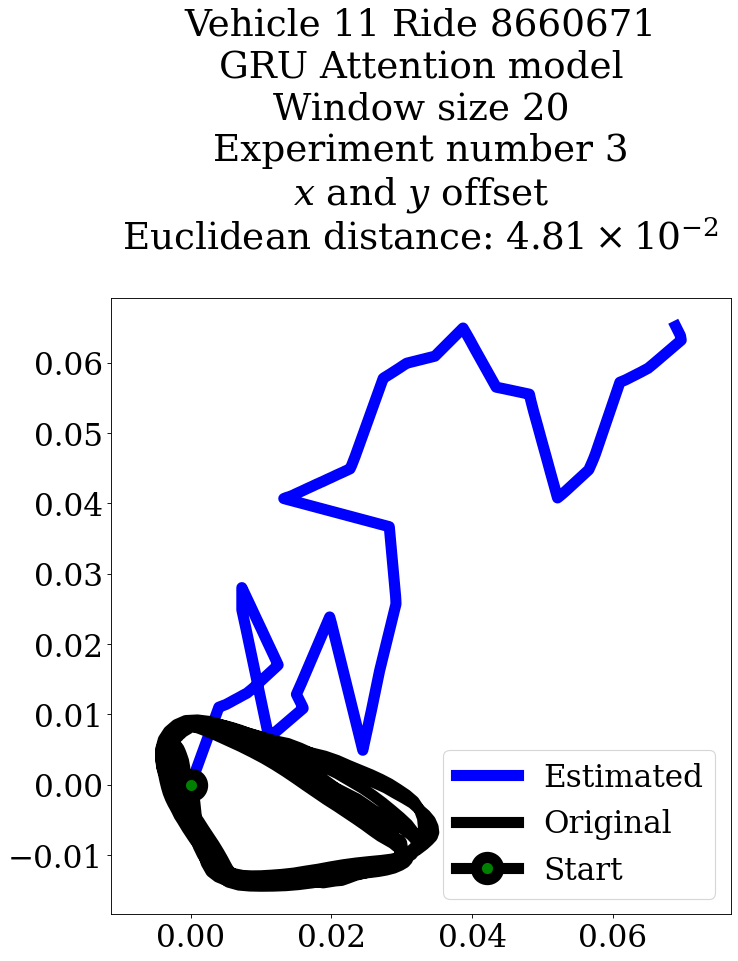 Vehicle 11 Ride 8660671
GRU Attention model
Window size 20
Experiment number 3
x and y offset
Euclidean distance: 4.81 × 10⁻²
0.06
0.05
0.04
0.03
0.02
0.01
0.00
−0.01
Estimated
Original
Start
0.00 0.02 0.04 0.06